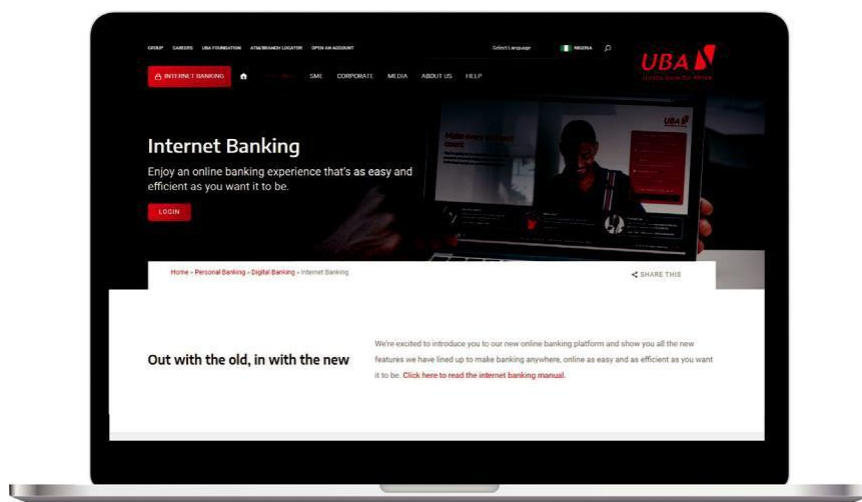 GROUP CAREERS UBA FOUNDATION ATM/BRANCH LOCATOR OPEN AN ACCOUNT Select Language NIGERIA
UBA
INTERNET BANKING SME CORPORATE MEDIA ABOUT US HELP
UBA
Make every
count
Internet Banking
Enjoy an online banking experience that's as easy and
efficient as you want it to be.
LOGIN
Home » Personal Banking » Digital Banking » Internet Banking SHARE THIS
Out with the old, in with the new
We're excited to introduce you to our new online banking platform and show you all the new
features we have lined up to make banking anywhere, online as easy and as efficient as you want
it to be. Click here to read the internet banking manual.